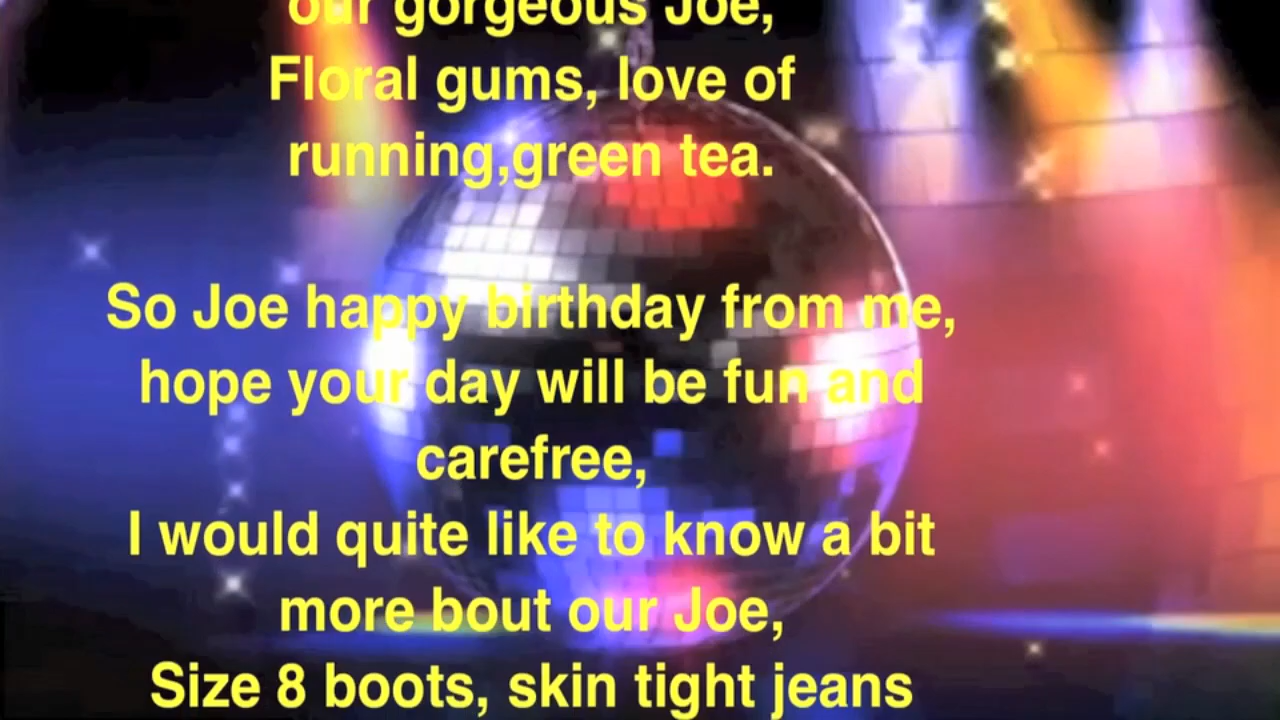 our gorgeous Joe,
Floral gums, love of
running,green tea.
So Joe happy birthday from me,
hope your day will be fun and
carefree,
I would quite like to know a bit
more bout our Joe,
Size 8 boots, skin tight jeans